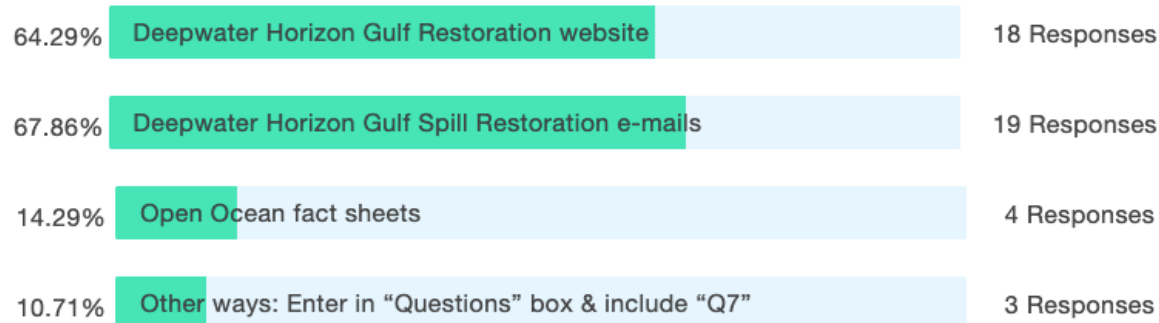 64.29% Deepwater Horizon Gulf Restoration website 18 Responses
67.86% Deepwater Horizon Gulf Spill Restoration e-mails 19 Responses
14.29% Open Ocean fact sheets 4 Responses
10.71% Other ways: Enter in “Questions” box & include “Q7” 3 Responses